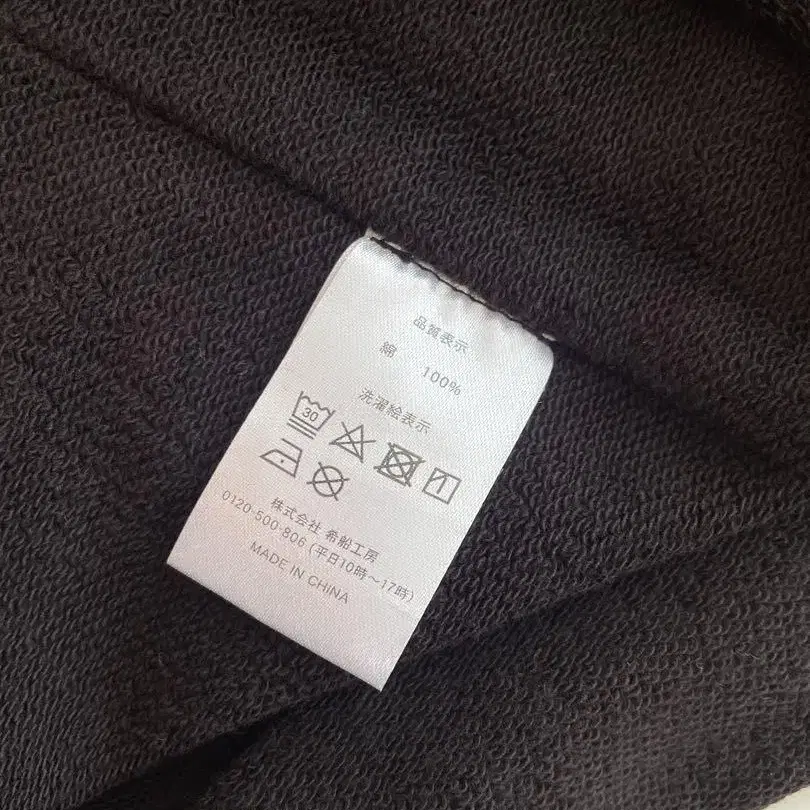 品質表示
綿 100%
洗濯絵表示
30
株式会社 希船工房
0120-500-806 (平日10時～17時)
MADE IN CHINA